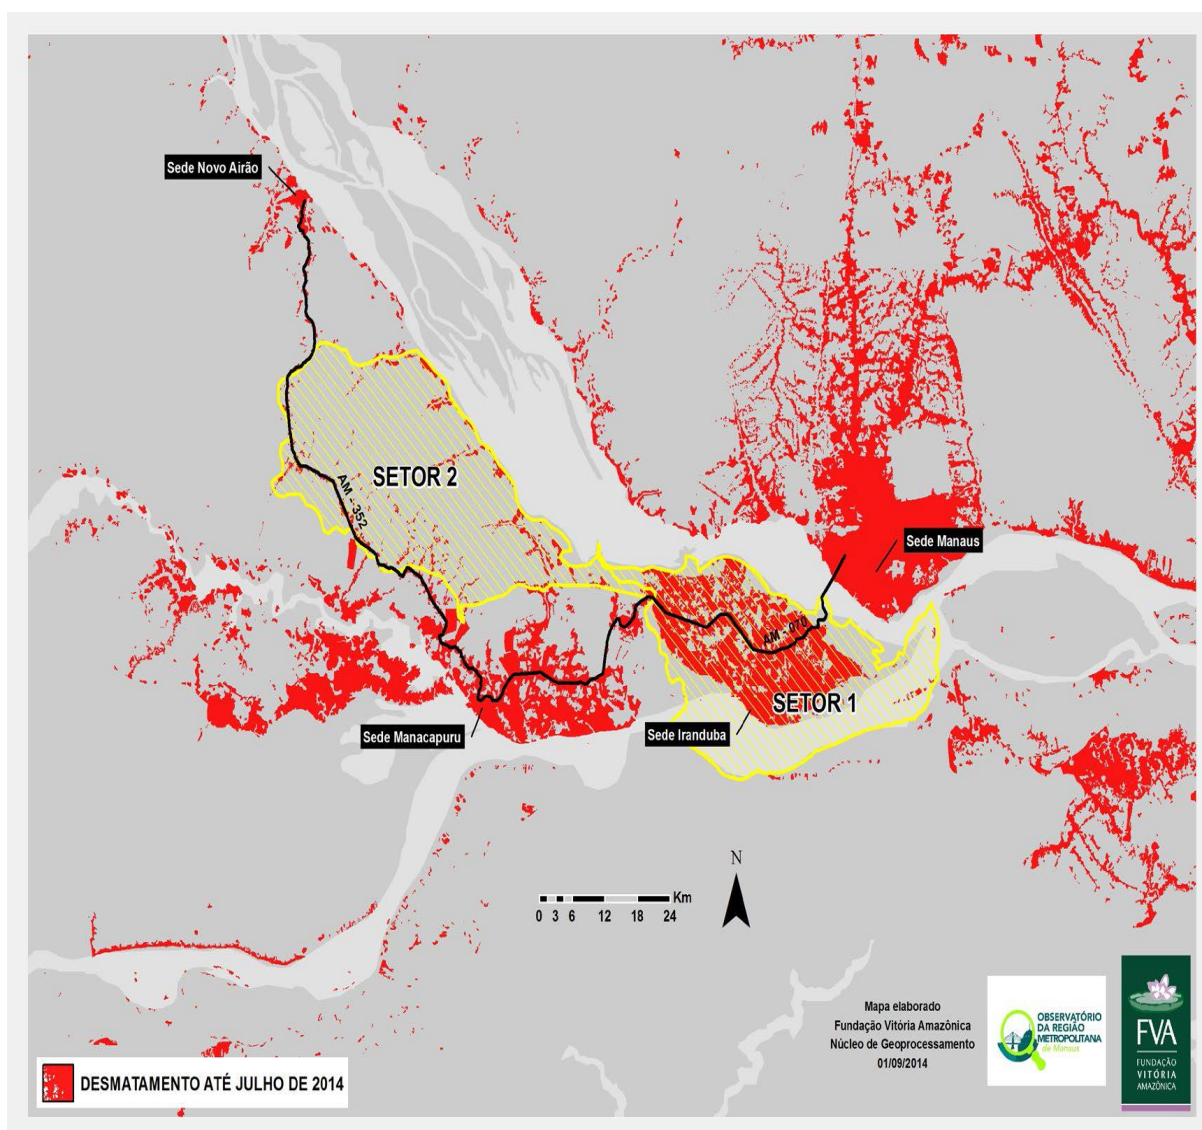 Sede Novo Airão
SETOR 2
AM - 352
Sede Manaus
AM - 070
SETOR 1
Sede Manacapuru
Sede Iranduba
N
Km
0 3 6 12 18 24
Mapa elaborado
Fundação Vitória Amazônica
Núcleo de Geoprocessamento
01/09/2014
OBSERVATÓRIO
DA REGIÃO
METROPOLITANA
de Manaus
FVA
FUNDAÇÃO
VITÓRIA
AMAZÔNICA
DESMATAMENTO ATÉ JULHO DE 2014